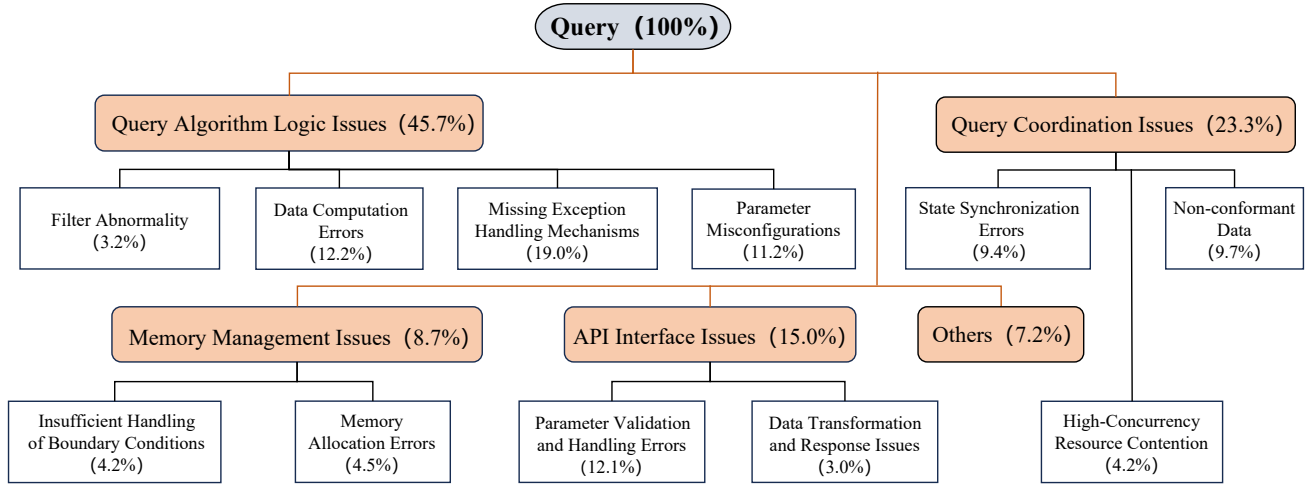 Query (100%)
Query Algorithm Logic Issues (45.7%)
Query Coordination Issues (23.3%)
Filter Abnormality
(3.2%)
Data Computation
Errors
(12.2%)
Missing Exception
Handling Mechanisms
(19.0%)
Parameter
Misconfigurations
(11.2%)
State Synchronization
Errors
(9.4%)
Non-conformant
Data
(9.7%)
Memory Management Issues (8.7%)
API Interface Issues (15.0%)
Others (7.2%)
Insufficient Handling
of Boundary Conditions
(4.2%)
Memory
Allocation Errors
(4.5%)
Parameter Validation
and Handling Errors
(12.1%)
Data Transformation
and Response Issues
(3.0%)
High-Concurrency
Resource Contention
(4.2%)